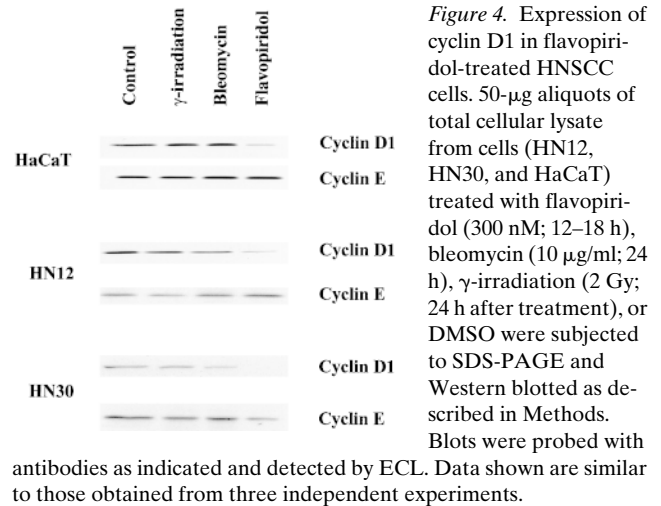 Control
γ-irradiation
Bleomycin
Flavopiridol
HaCaT
Cyclin D1
Cyclin E
HN12
Cyclin D1
Cyclin E
HN30
Cyclin D1
Cyclin E
Figure 4. Expression of
cyclin D1 in flavopiri-
dol-treated HNSCC
cells. 50-μg aliquots of
total cellular lysate
from cells (HN12,
HN30, and HaCaT)
treated with flavopiri-
dol (300 nM; 12–18 h),
bleomycin (10 μg/ml; 24
h), γ-irradiation (2 Gy;
24 h after treatment), or
DMSO were subjected
to SDS-PAGE and
Western blotted as de-
scribed in Methods.
Blots were probed with
antibodies as indicated and detected by ECL. Data shown are similar
to those obtained from three independent experiments.